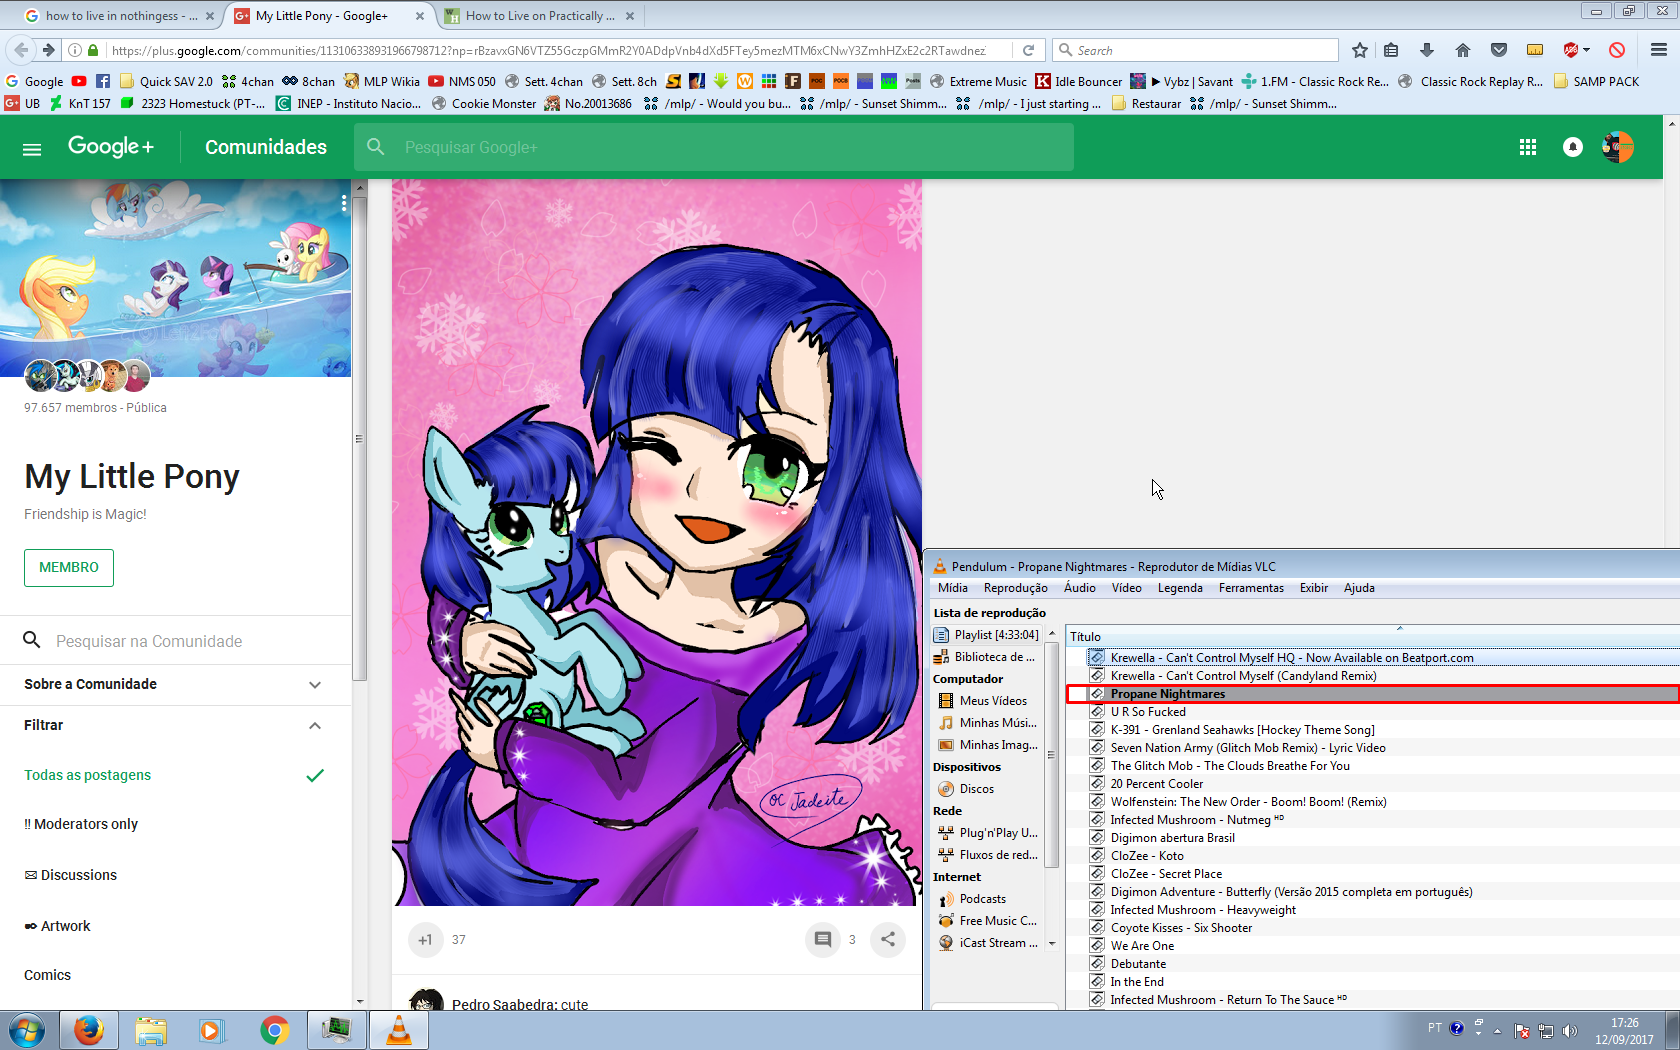 how to live in nothingess - ...
My Little Pony - Google+
How to Live on Practically ...
https://plus.google.com/communities/113106338931966798712?np=rBzavxGN6VTZ55GczpGMmR2Y0ADdpVnb4dXd5FTey5mezMTM6xCNwY3ZmhHZxE2c2RTawdnez
Search
Google
Quick SAV 2.0
4chan
8chan
MLP Wikia
NMS 050
Sett. 4chan
Sett. 8ch
Extreme Music
Idle Bouncer
▶ Vybz | Savant
1.FM - Classic Rock Re...
Classic Rock Replay R...
SAMP PACK
UB
KnT 157
2323 Homestuck (PT-...
INEP - Instituto Nacio...
Cookie Monster
No.20013686
/mlp/ - Would you bu...
/mlp/ - Sunset Shimm...
/mlp/ - I just starting ...
Restaurar
/mlp/ - Sunset Shimm...
Google+
Comunidades
Pesquisar Google+
97.657 membros - Pública
My Little Pony
Friendship is Magic!
MEMBRO
Pesquisar na Comunidade
Sobre a Comunidade
Filtrar
Todas as postagens
!! Moderators only
✉ Discussions
Artwork
Comics
OC Jadeite
+1
37
3
Pedro Saabedra: cute
Pendulum - Propane Nightmares - Reprodutor de Mídias VLC
Mídia Reprodução Áudio Vídeo Legenda Ferramentas Exibir Ajuda
Lista de reprodução
Playlist [4:33:04]
Biblioteca de ...
Computador
Meus Vídeos
Minhas Músi...
Minhas Imag...
Dispositivos
Discos
Rede
Plug'n'Play U...
Fluxos de red...
Internet
Podcasts
Free Music C...
iCast Stream ...
Título
Krewella - Can't Control Myself HQ - Now Available on Beatport.com
Krewella - Can't Control Myself (Candyland Remix)
Propane Nightmares
U R So Fucked
K-391 - Grenland Seahawks [Hockey Theme Song]
Seven Nation Army (Glitch Mob Remix) - Lyric Video
The Glitch Mob - The Clouds Breathe For You
20 Percent Cooler
Wolfenstein: The New Order - Boom! Boom! (Remix)
Infected Mushroom - Nutmeg ᴴᴰ
Digimon abertura Brasil
CloZee - Koto
CloZee - Secret Place
Digimon Adventure - Butterfly (Versão 2015 completa em português)
Infected Mushroom - Heavyweight
Coyote Kisses - Six Shooter
We Are One
Debutante
In the End
Infected Mushroom - Return To The Sauce ᴴᴰ
PT
17:26
12/09/2017